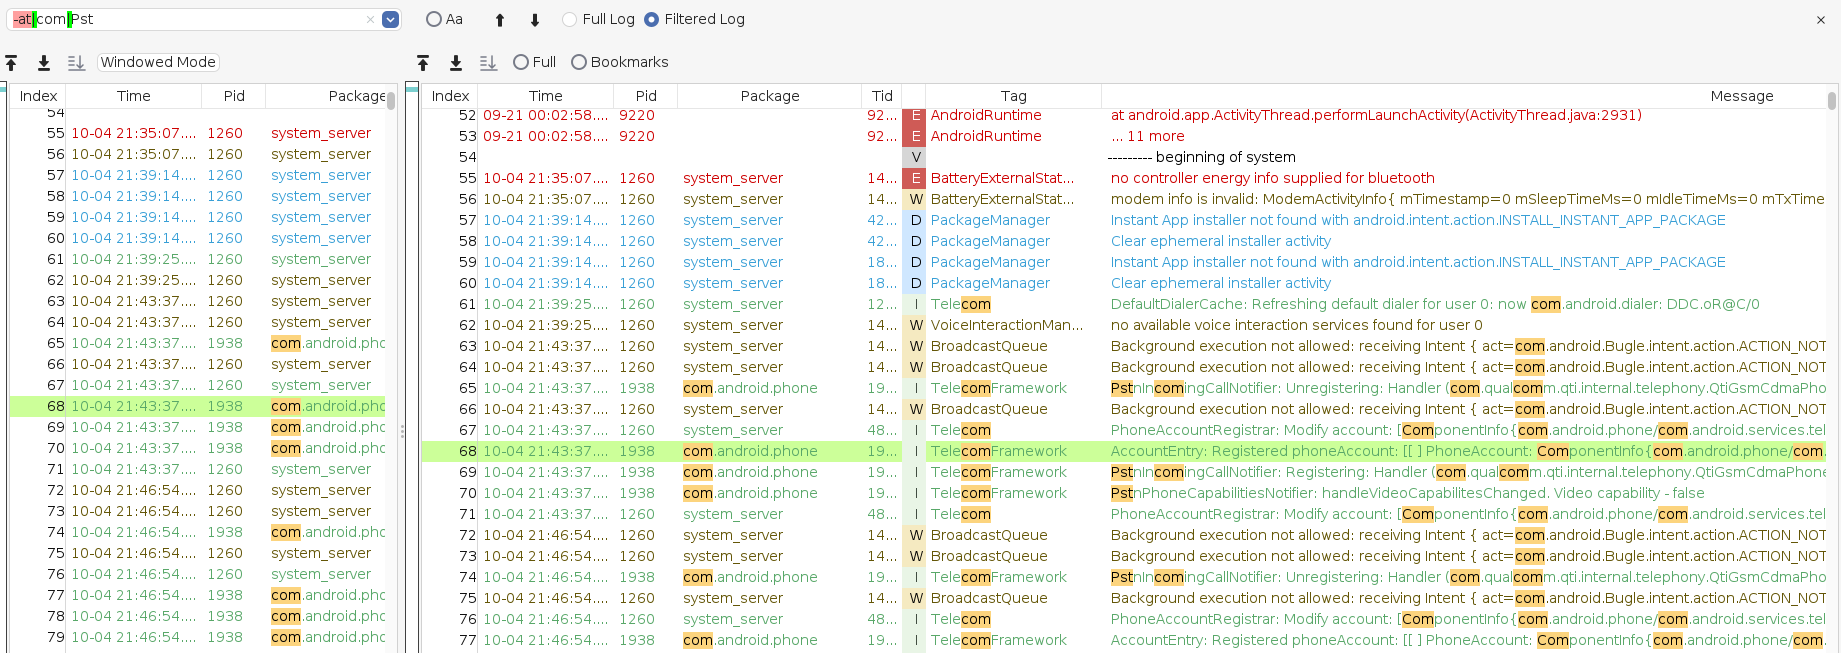 -at|com|Pst Aa Full Log Filtered Log
Windowed Mode Full Bookmarks
Index Time Pid Package
54
55 10-04 21:35:07.... 1260 system_server
56 10-04 21:35:07.... 1260 system_server
57 10-04 21:39:14.... 1260 system_server
58 10-04 21:39:14.... 1260 system_server
59 10-04 21:39:14.... 1260 system_server
60 10-04 21:39:14.... 1260 system_server
61 10-04 21:39:25.... 1260 system_server
62 10-04 21:39:25.... 1260 system_server
63 10-04 21:43:37.... 1260 system_server
64 10-04 21:43:37.... 1260 system_server
65 10-04 21:43:37.... 1938 com.android.pho
66 10-04 21:43:37.... 1260 system_server
67 10-04 21:43:37.... 1260 system_server
68 10-04 21:43:37.... 1938 com.android.pho
69 10-04 21:43:37.... 1938 com.android.pho
70 10-04 21:43:37.... 1938 com.android.pho
71 10-04 21:43:37.... 1260 system_server
72 10-04 21:46:54.... 1260 system_server
73 10-04 21:46:54.... 1260 system_server
74 10-04 21:46:54.... 1938 com.android.pho
75 10-04 21:46:54.... 1260 system_server
76 10-04 21:46:54.... 1260 system_server
77 10-04 21:46:54.... 1938 com.android.pho
78 10-04 21:46:54.... 1938 com.android.pho
79 10-04 21:46:54.... 1938 com.android.pho
Index Time Pid Package Tid Tag Message
52 09-21 00:02:58.... 9220 92... E AndroidRuntime at android.app.ActivityThread.performLaunchActivity(ActivityThread.java:2931)
53 09-21 00:02:58.... 9220 92... E AndroidRuntime ... 11 more
54 V --------- beginning of system
55 10-04 21:35:07.... 1260 system_server 14... E BatteryExternalStat... no controller energy info supplied for bluetooth
56 10-04 21:35:07.... 1260 system_server 14... W BatteryExternalStat... modem info is invalid: ModemActivityInfo{ mTimestamp=0 mSleepTimeMs=0 mIdleTimeMs=0 mTxTime
57 10-04 21:39:14.... 1260 system_server 42... D PackageManager Instant App installer not found with android.intent.action.INSTALL_INSTANT_APP_PACKAGE
58 10-04 21:39:14.... 1260 system_server 42... D PackageManager Clear ephemeral installer activity
59 10-04 21:39:14.... 1260 system_server 18... D PackageManager Instant App installer not found with android.intent.action.INSTALL_INSTANT_APP_PACKAGE
60 10-04 21:39:14.... 1260 system_server 18... D PackageManager Clear ephemeral installer activity
61 10-04 21:39:25.... 1260 system_server 12... I Telecom DefaultDialerCache: Refreshing default dialer for user 0: now com.android.dialer: DDC.oR@C/0
62 10-04 21:39:25.... 1260 system_server 14... W VoiceInteractionMan... no available voice interaction services found for user 0
63 10-04 21:43:37.... 1260 system_server 14... W BroadcastQueue Background execution not allowed: receiving Intent { act=com.android.Bugle.intent.action.ACTION_NOT
64 10-04 21:43:37.... 1260 system_server 14... W BroadcastQueue Background execution not allowed: receiving Intent { act=com.android.Bugle.intent.action.ACTION_NOT
65 10-04 21:43:37.... 1938 com.android.phone 19... I TelecomFramework PstnIncomingCallNotifier: Unregistering: Handler (com.qualcomm.qti.internal.telephony.QtiGsmCdmaPho
66 10-04 21:43:37.... 1260 system_server 14... W BroadcastQueue Background execution not allowed: receiving Intent { act=com.android.Bugle.intent.action.ACTION_NOT
67 10-04 21:43:37.... 1260 system_server 48... I Telecom PhoneAccountRegistrar: Modify account: [ComponentInfo{com.android.phone/com.android.services.tel
68 10-04 21:43:37.... 1938 com.android.phone 19... I TelecomFramework AccountEntry: Registered phoneAccount: [[ ] PhoneAccount: ComponentInfo{com.android.phone/com.
69 10-04 21:43:37.... 1938 com.android.phone 19... I TelecomFramework PstnIncomingCallNotifier: Registering: Handler (com.qualcomm.qti.internal.telephony.QtiGsmCdmaPhone
70 10-04 21:43:37.... 1938 com.android.phone 19... I TelecomFramework PstnPhoneCapabilitiesNotifier: handleVideoCapabilitesChanged. Video capability - false
71 10-04 21:43:37.... 1260 system_server 48... I Telecom PhoneAccountRegistrar: Modify account: [ComponentInfo{com.android.phone/com.android.services.tel
72 10-04 21:46:54.... 1260 system_server 14... W BroadcastQueue Background execution not allowed: receiving Intent { act=com.android.Bugle.intent.action.ACTION_NOT
73 10-04 21:46:54.... 1260 system_server 14... W BroadcastQueue Background execution not allowed: receiving Intent { act=com.android.Bugle.intent.action.ACTION_NOT
74 10-04 21:46:54.... 1938 com.android.phone 19... I TelecomFramework PstnIncomingCallNotifier: Unregistering: Handler (com.qualcomm.qti.internal.telephony.QtiGsmCdmaPho
75 10-04 21:46:54.... 1260 system_server 14... W BroadcastQueue Background execution not allowed: receiving Intent { act=com.android.Bugle.intent.action.ACTION_NOT
76 10-04 21:46:54.... 1260 system_server 48... I Telecom PhoneAccountRegistrar: Modify account: [ComponentInfo{com.android.phone/com.android.services.tel
77 10-04 21:46:54.... 1938 com.android.phone 19... I TelecomFramework AccountEntry: Registered phoneAccount: [[ ] PhoneAccount: ComponentInfo{com.android.phone/com.